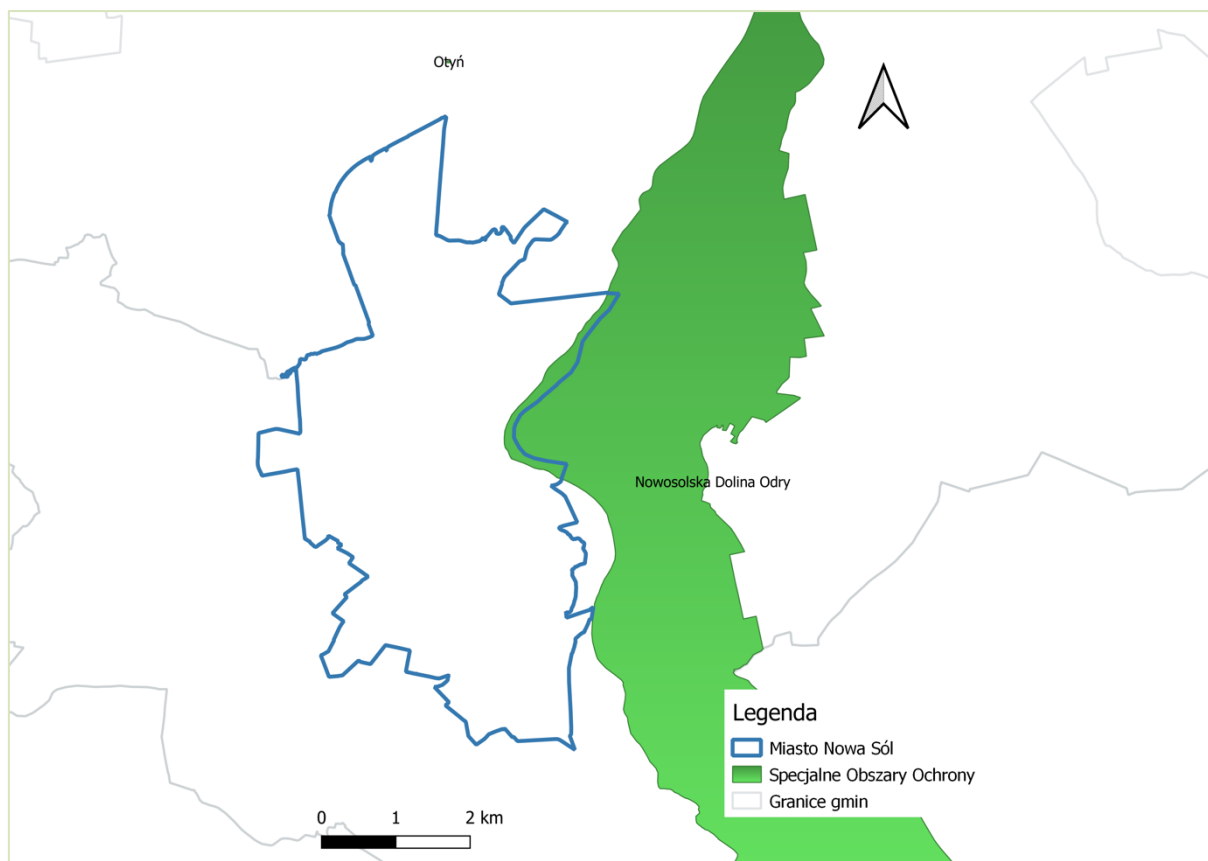 Otyń
Nowosolska Dolina Odry
Legenda
Miasto Nowa Sól
Specjalne Obszary Ochrony
Granice gmin
0 1 2 km